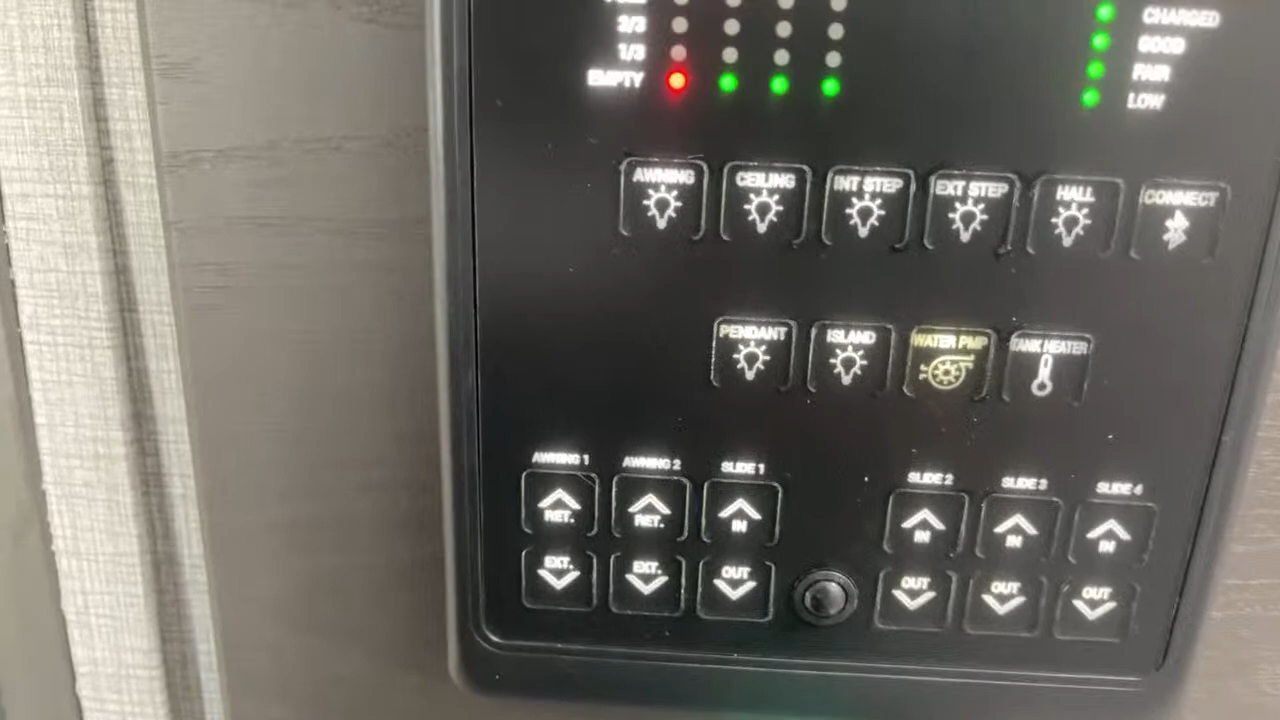 2/3
1/3
EMPTY
CHARGED
GOOD
FAIR
LOW
AWNING CEILING INT STEP EXT STEP HALL CONNECT
PENDANT ISLAND WATER PMP TANK HEATER
AWNING 1 AWNING 2 SLIDE 1 SLIDE 2 SLIDE 3 SLIDE 4
RET. RET. IN IN IN IN
EXT. EXT. OUT OUT OUT OUT